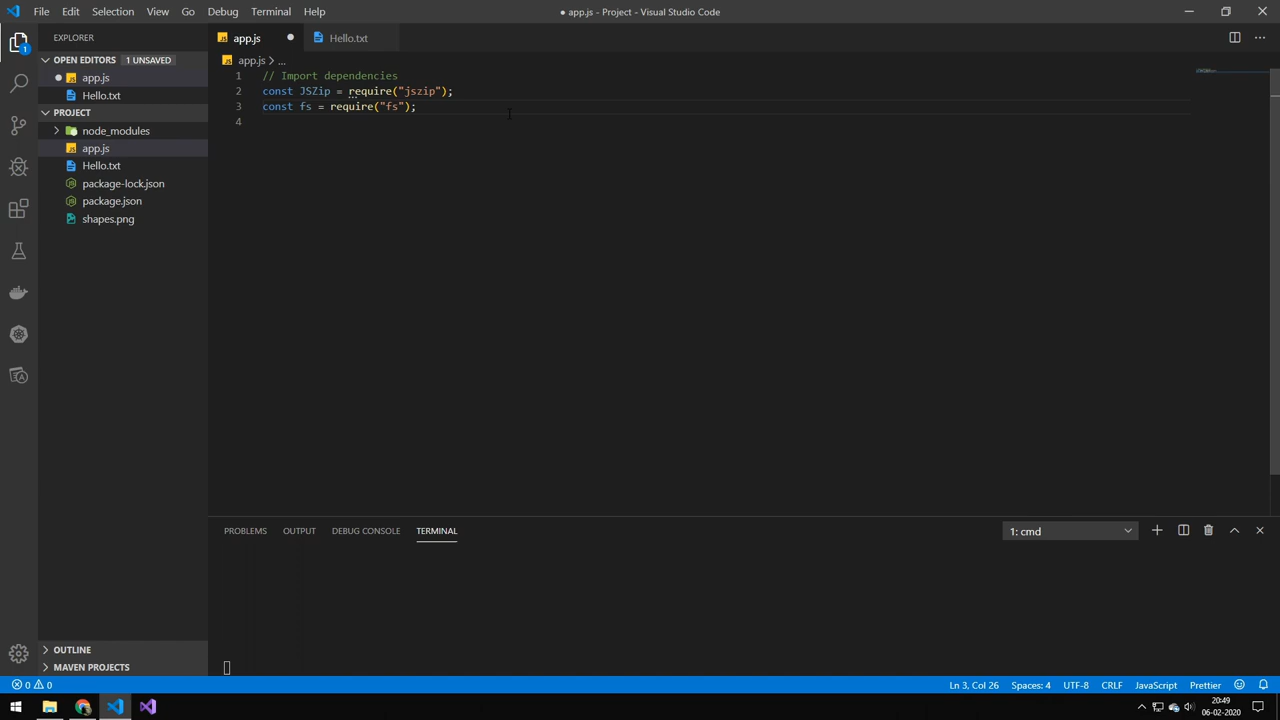 File Edit Selection View Go Debug Terminal Help
● app.js - Project - Visual Studio Code
EXPLORER
OPEN EDITORS 1 UNSAVED
app.js
Hello.txt
PROJECT
node_modules
app.js
Hello.txt
package-lock.json
package.json
shapes.png
OUTLINE
MAVEN PROJECTS
1
app.js
Hello.txt
app.js > ...
1 // Import dependencies
2 const JSZip = require("jszip");
3 const fs = require("fs");
4
PROBLEMS OUTPUT DEBUG CONSOLE TERMINAL
1: cmd
0 0
Ln 3, Col 26 Spaces: 4 UTF-8 CRLF JavaScript Prettier
20:49
06-02-2020